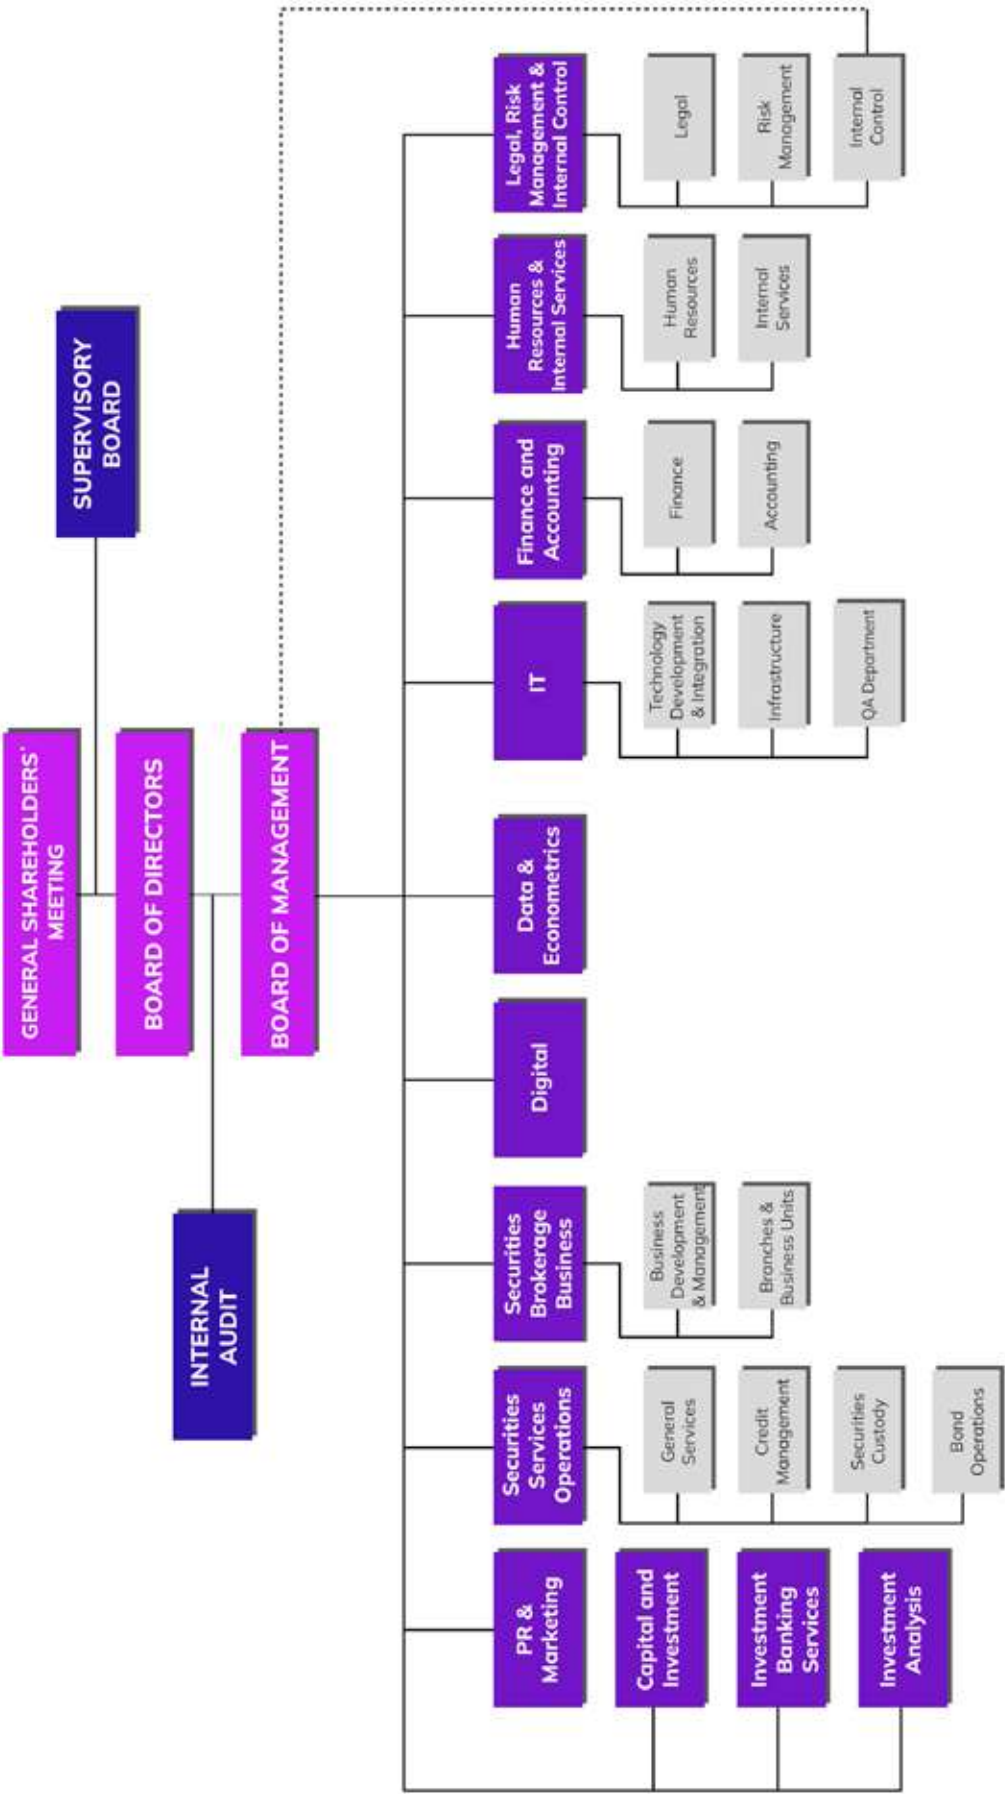 GENERAL SHAREHOLDERS'
MEETING
SUPERVISORY
BOARD
BOARD OF DIRECTORS
INTERNAL
AUDIT
BOARD OF MANAGEMENT
PR &
Marketing
Securities
Services
Operations
Securities
Brokerage
Business
Digital
Data &
Econometrics
IT
Finance and
Accounting
Human
Resources &
Internal Services
Legal, Risk
Management &
Internal Control
Capital and
Investment
Investment
Banking
Services
Investment
Analysis
General
Services
Credit
Management
Securities
Custody
Bond
Operations
Business
Development
& Management
Branches &
Business Units
Technology
Development
& Integration
Infrastructure
QA Department
Finance
Accounting
Human
Resources
Internal
Services
Legal
Risk
Management
Internal
Control